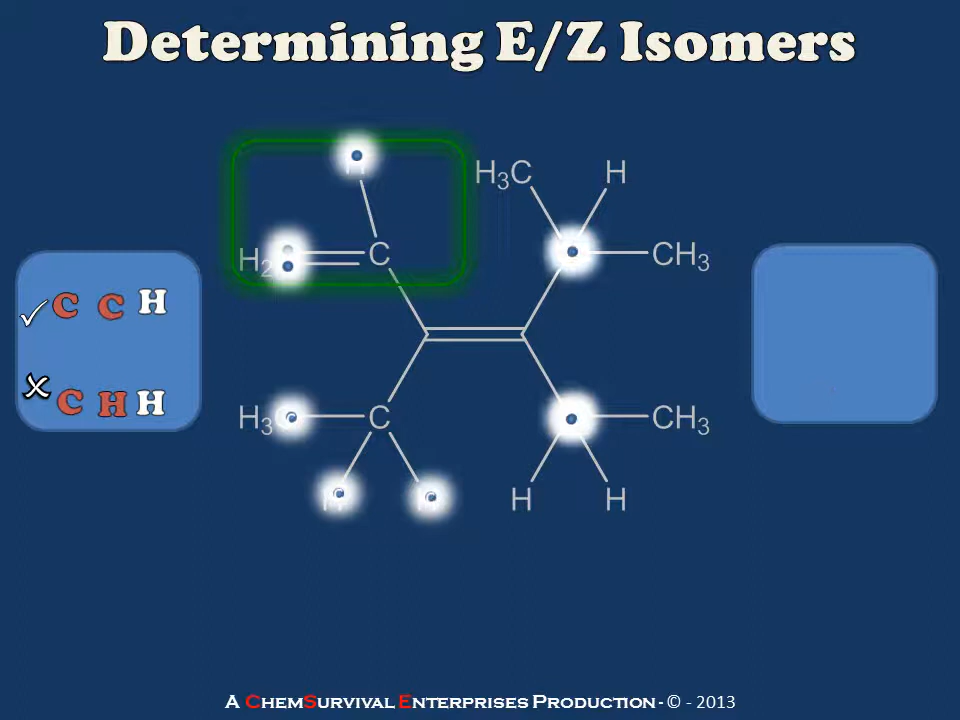 Determining E/Z Isomers
H
H₃C H
H₂ C CH₃
✓ C C H
✗ C H H
H₃ C CH₃
H H
A ChemSurvival Enterprises Production - © - 2013